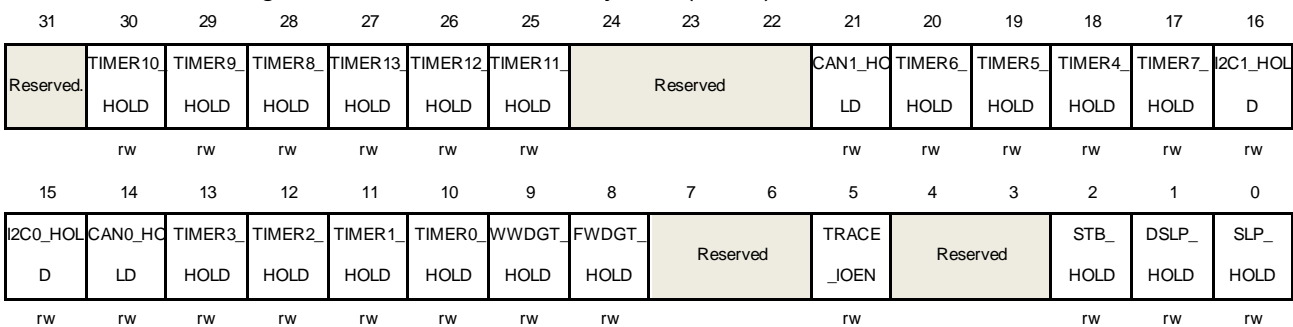 31 30 29 28 27 26 25 24 23 22 21 20 19 18 17 16
Reserved. TIMER10_ TIMER9_ TIMER8_ TIMER13_ TIMER12_ TIMER11_ Reserved CAN1_HO TIMER6_ TIMER5_ TIMER4_ TIMER7_ I2C1_HOL
HOLD HOLD HOLD HOLD HOLD HOLD LD HOLD HOLD HOLD HOLD D
rw rw rw rw rw rw rw rw rw rw rw rw
15 14 13 12 11 10 9 8 7 6 5 4 3 2 1 0
I2C0_HOL CAN0_HO TIMER3_ TIMER2_ TIMER1_ TIMER0_ WWDGT_ FWDGT_ Reserved TRACE Reserved STB_ DSLP_ SLP_
D LD HOLD HOLD HOLD HOLD HOLD HOLD _IOEN HOLD HOLD HOLD
rw rw rw rw rw rw rw rw rw rw rw rw